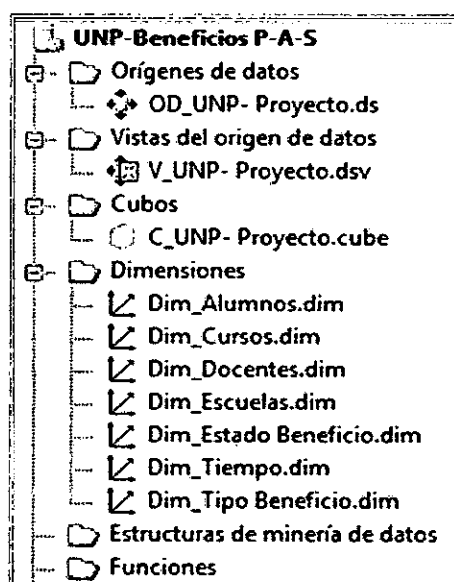 UNP-Beneficios P-A-S
Orígenes de datos
OD_UNP- Proyecto.ds
Vistas del origen de datos
V_UNP- Proyecto.dsv
Cubos
C_UNP- Proyecto.cube
Dimensiones
Dim_Alumnos.dim
Dim_Cursos.dim
Dim_Docentes.dim
Dim_Escuelas.dim
Dim_Estado Beneficio.dim
Dim_Tiempo.dim
Dim_Tipo Beneficio.dim
Estructuras de minería de datos
Funciones